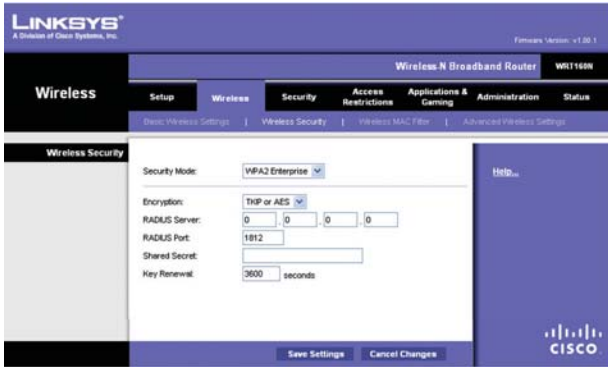 LINKSYS®
A Division of Cisco Systems, Inc.
Firmware Version: v1.00.1
Wireless-N Broadband Router
WRT160N
Wireless
Setup
Wireless
Security
Access Restrictions
Applications & Gaming
Administration
Status
Basic Wireless Settings | Wireless Security | Wireless MAC Filter | Advanced Wireless Settings
Wireless Security
Security Mode: WPA2 Enterprise
Help...
Encryption: TKIP or AES
RADIUS Server: 0 . 0 . 0 . 0
RADIUS Port: 1812
Shared Secret:
Key Renewal: 3600 seconds
Save Settings
Cancel Changes
CISCO